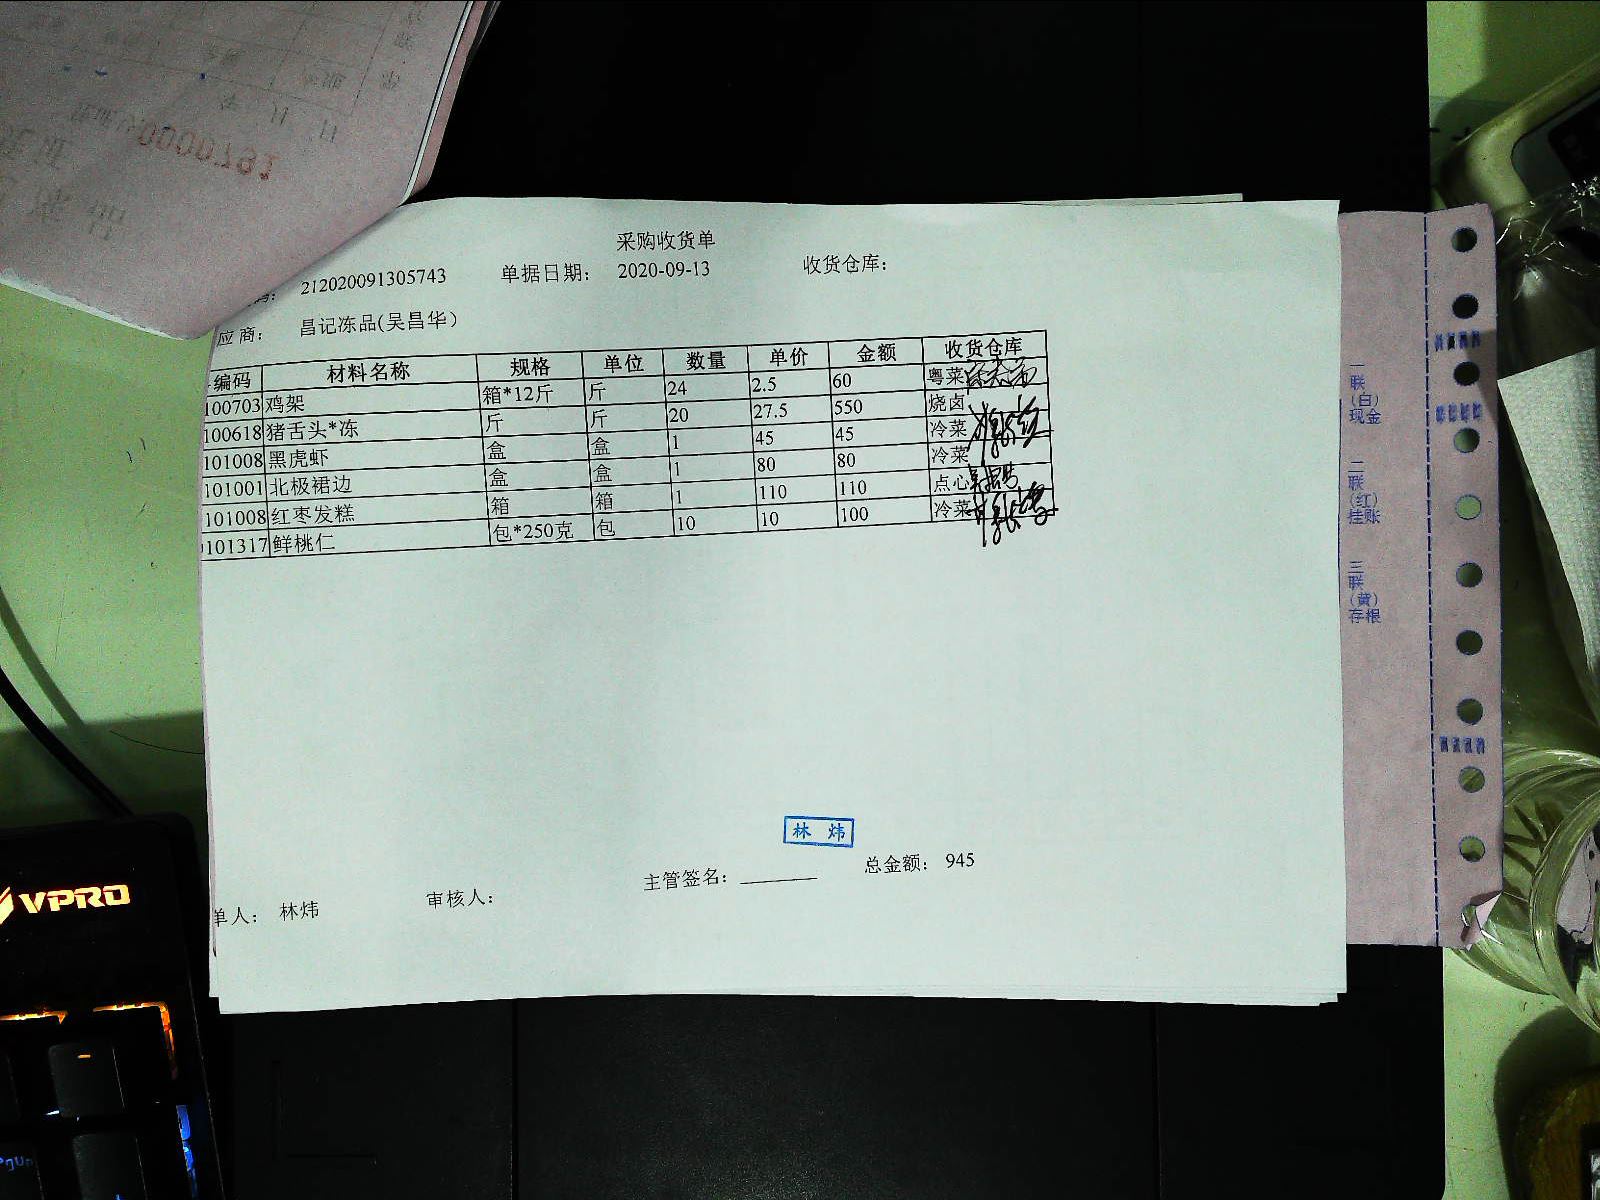 0000791
采购收货单
212020091305743 单据日期： 2020-09-13 收货仓库：
应商： 昌记冻品(吴昌华)
编码 材料名称 规格 单位 数量 单价 金额 收货仓库
100703 鸡架 箱*12斤 斤 24 2.5 60 粤菜
100618 猪舌头*冻 斤 斤 20 27.5 550 烧卤
101008 黑虎虾 盒 盒 1 45 45 冷菜
101001 北极裙边 盒 盒 1 80 80 冷菜
101008 红枣发糕 箱 箱 1 110 110 点心
101317 鲜桃仁 包*250克 包 10 10 100 冷菜
林 炜
主管签名： 总金额： 945
单人： 林炜 审核人：
一联(白)现金
二联(红)挂账
三联(黄)存根
VPRO
PgUp